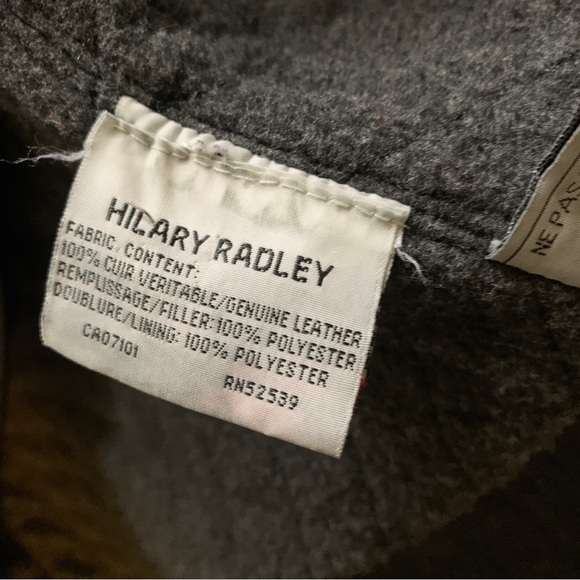 HILARY RADLEY
FABRIC CONTENT:
100% CUIR VERITABLE/GENUINE LEATHER
REMPLISSAGE/FILLER:100% POLYESTER
DOUBLURE/LINING: 100% POLYESTER
CA07101
RN52539
NE PAS